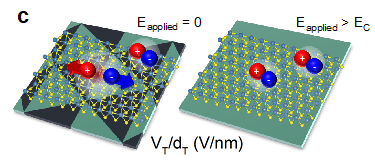 C
E_applied = 0
E_applied > E_C
+
-
+
-
+
-
+
-
V_T/d_T (V/nm)